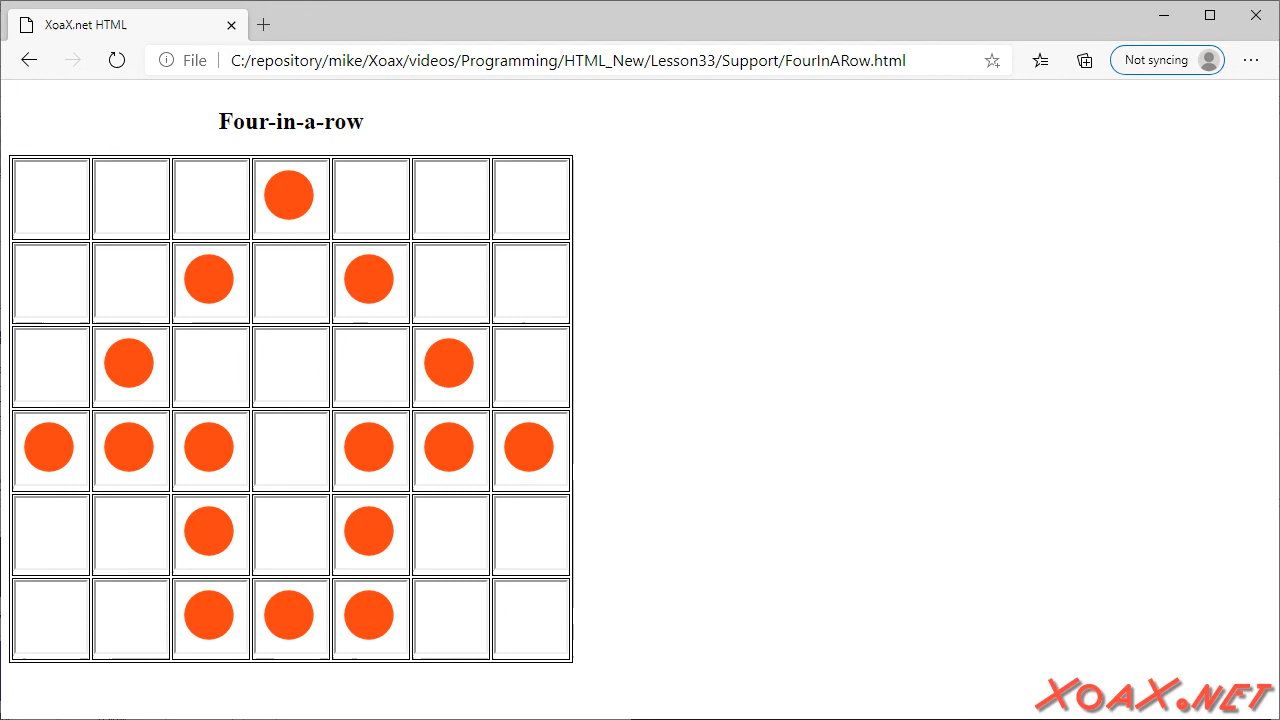 XoaX.net HTML
File
C:/repository/mike/Xoax/videos/Programming/HTML_New/Lesson33/Support/FourInARow.html
Not syncing
Four-in-a-row
XoaX.net